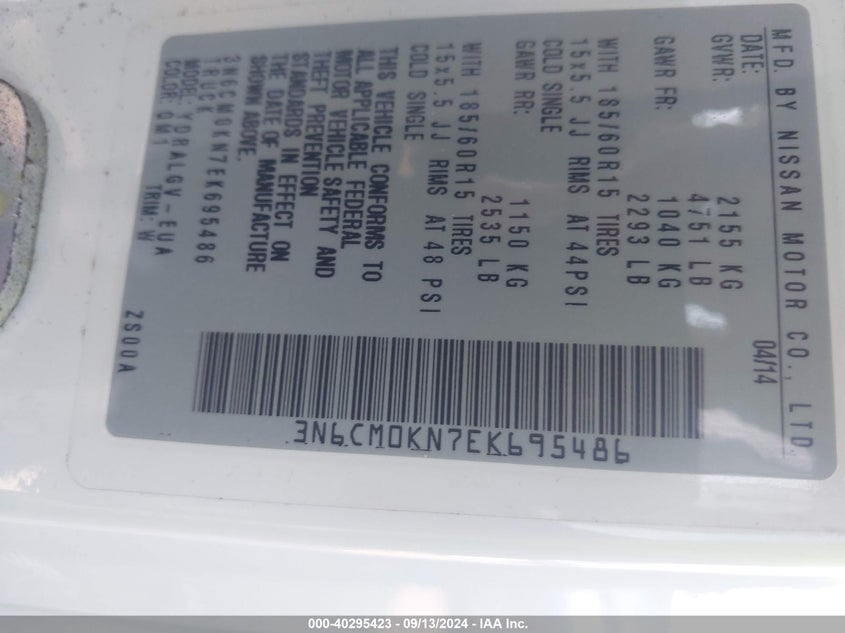 MFD. BY NISSAN MOTOR CO., LTD
DATE: 04/14
GVWR: 2155 KG
4751 LB
GAWR FR: 1040 KG
2293 LB
WITH 185/60R15 TIRES
15x5.5 JJ RIMS AT 44PSI
COLD SINGLE
GAWR RR: 1150 KG
2535 LB
WITH 185/60R15 TIRES
15x5.5 JJ RIMS AT 48 PSI
COLD SINGLE
THIS VEHICLE CONFORMS TO
ALL APPLICABLE FEDERAL
MOTOR VEHICLE SAFETY AND
THEFT PREVENTION
STANDARDS IN EFFECT ON
THE DATE OF MANUFACTURE
SHOWN ABOVE.
3N6CM0KN7EK695486
TRUCK
MODEL: YDRALGV-EUA
COLOR: QM1 TRIM: W
ZS00A
3N6CM0KN7EK695486
000-40295423 - 09/13/2024 - IAA Inc.